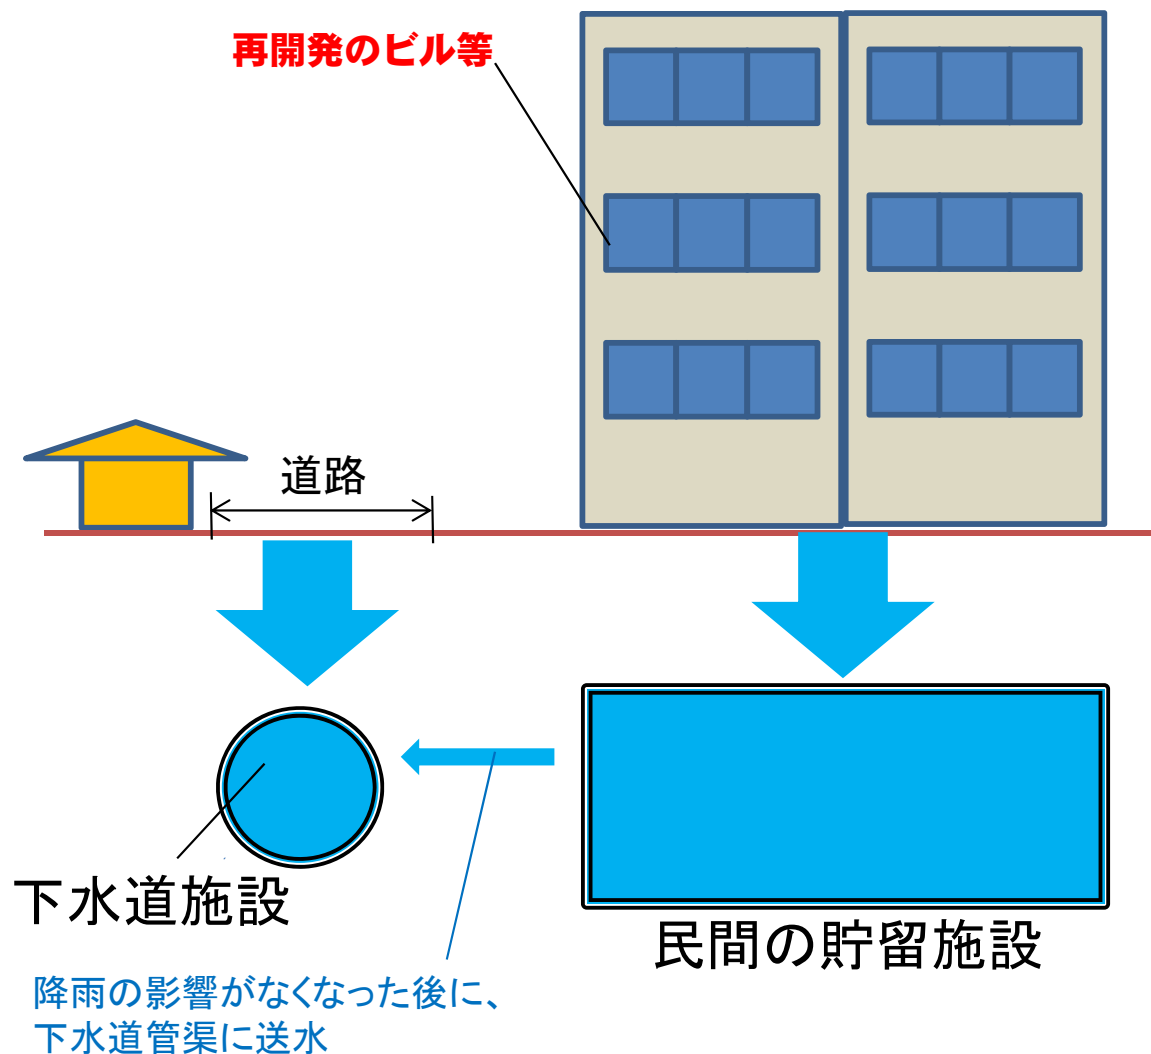 再開発のビル等
道路
下水道施設
民間の貯留施設
降雨の影響がなくなった後に、
下水道管渠に送水